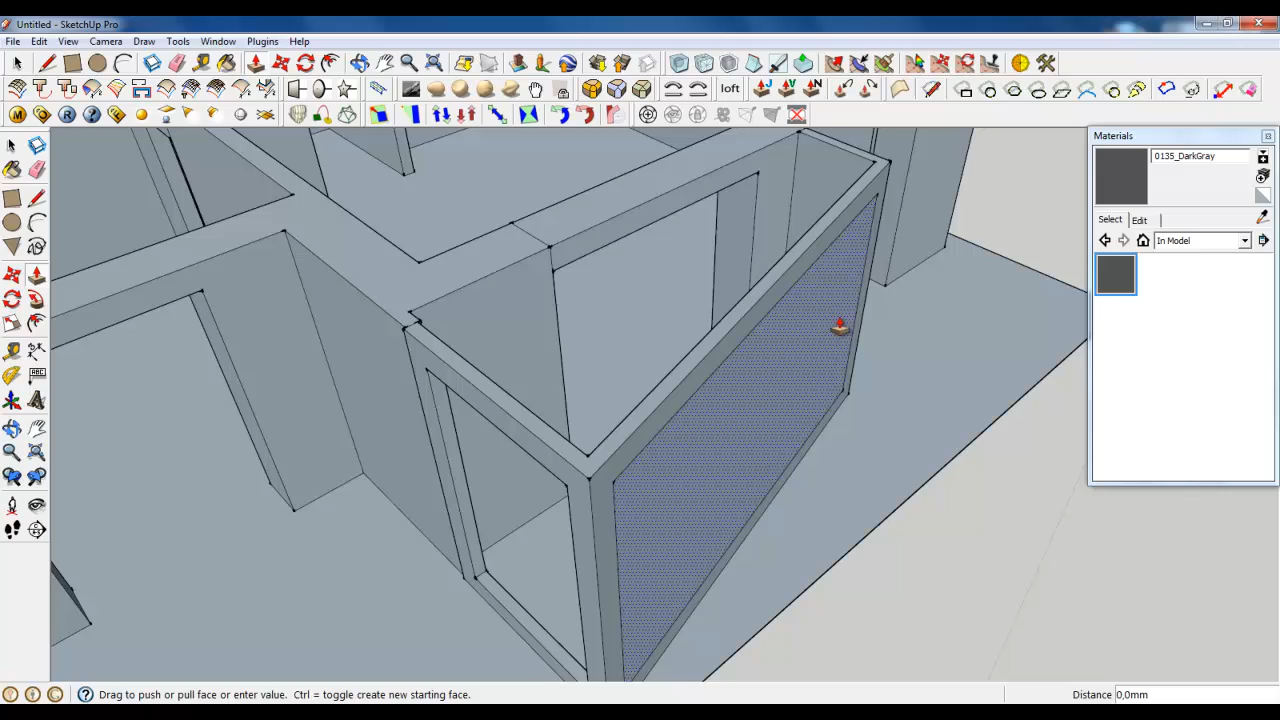 Untitled - SketchUp Pro
File Edit View Camera Draw Tools Window Plugins Help
loft
Materials
0135_DarkGray
Select Edit
In Model
Drag to push or pull face or enter value. Ctrl = toggle create new starting face.
Distance 0,0mm